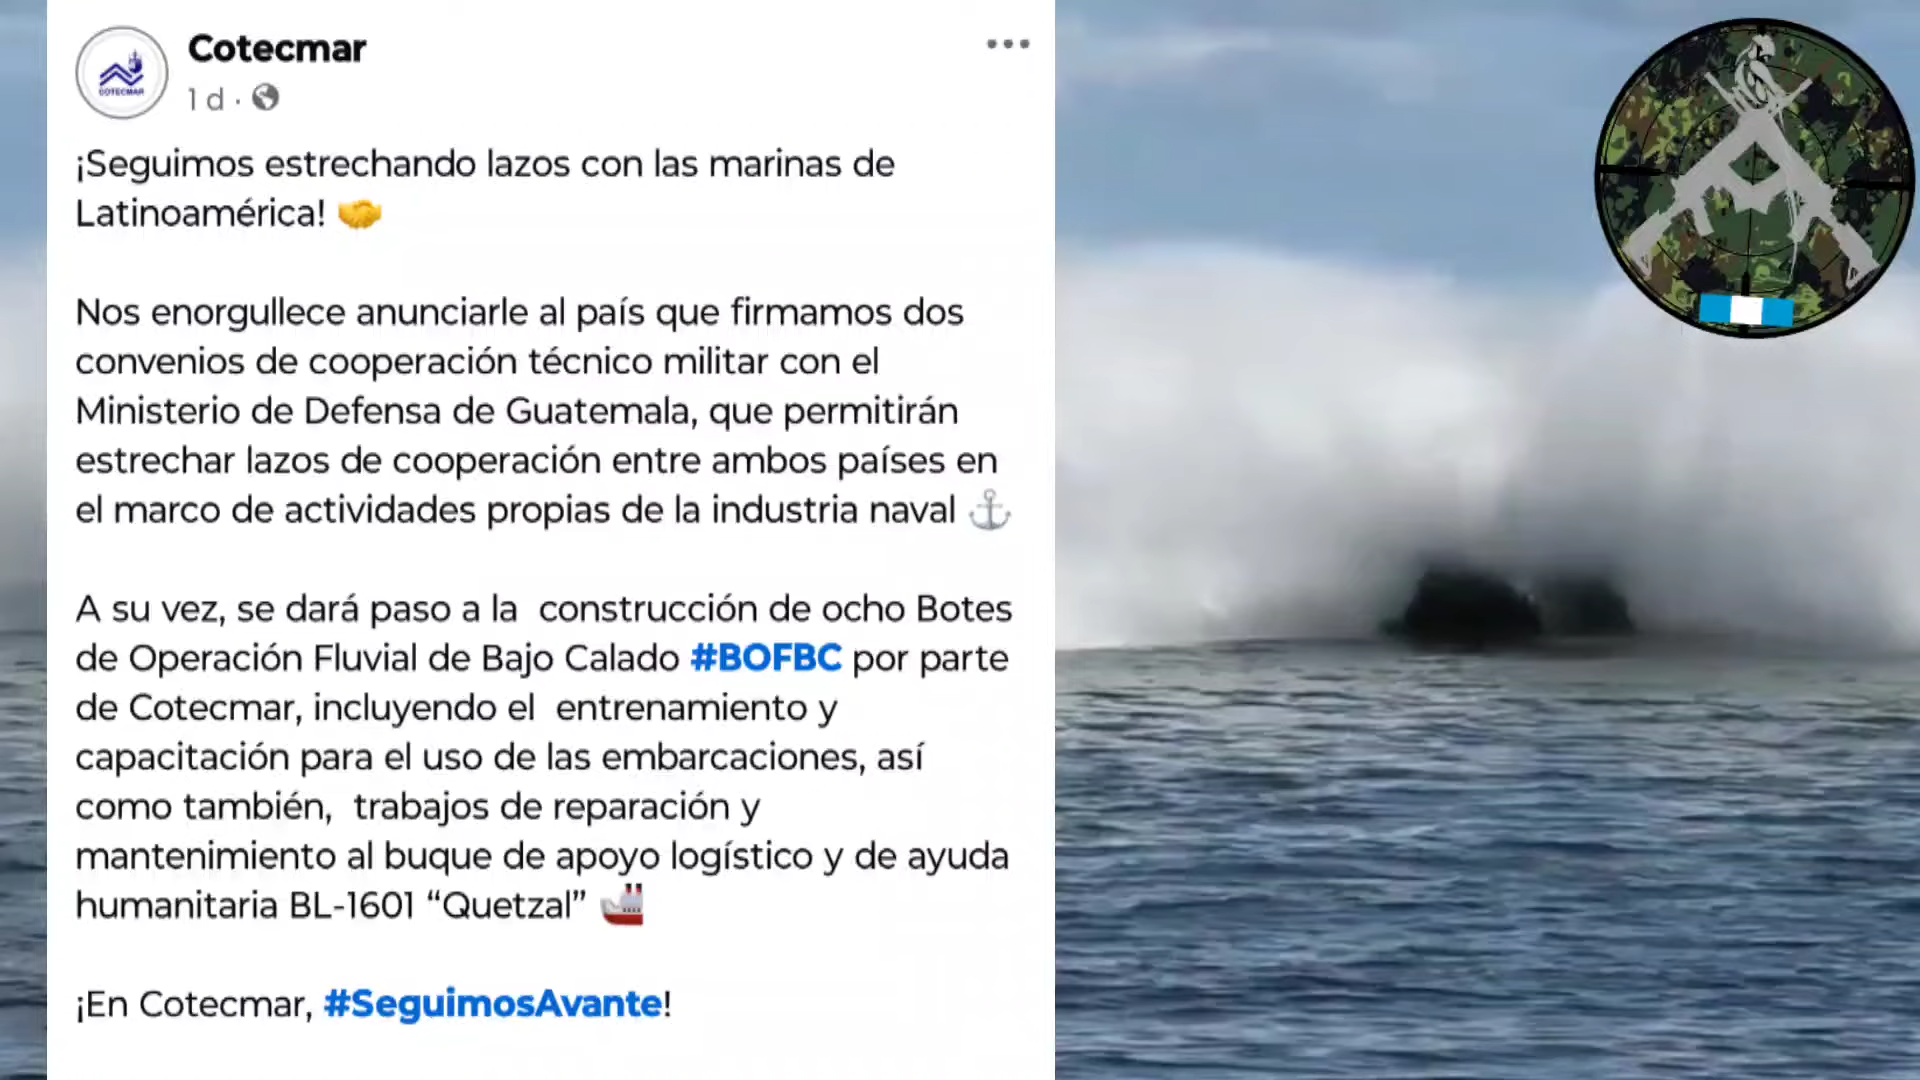 Cotecmar
1 d ·
COTECMAR
¡Seguimos estrechando lazos con las marinas de
Latinoamérica! 🤝
Nos enorgullece anunciarle al país que firmamos dos
convenios de cooperación técnico militar con el
Ministerio de Defensa de Guatemala, que permitirán
estrechar lazos de cooperación entre ambos países en
el marco de actividades propias de la industria naval ⚓
A su vez, se dará paso a la construcción de ocho Botes
de Operación Fluvial de Bajo Calado #BOFBC por parte
de Cotecmar, incluyendo el entrenamiento y
capacitación para el uso de las embarcaciones, así
como también, trabajos de reparación y
mantenimiento al buque de apoyo logístico y de ayuda
humanitaria BL-1601 “Quetzal” 🚢
¡En Cotecmar, #SeguimosAvante!